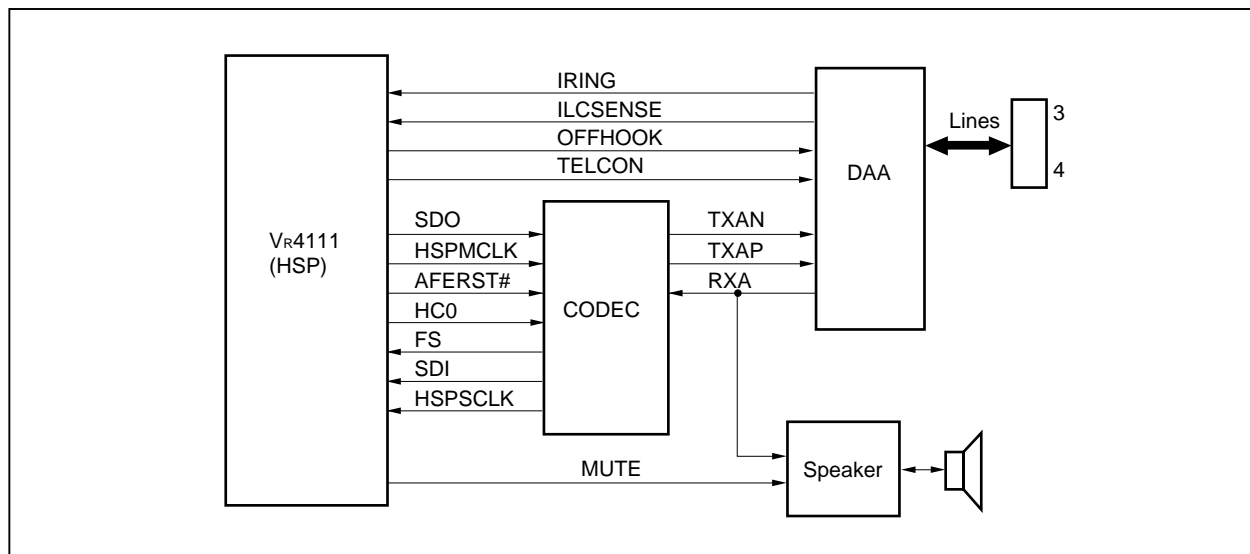 IRING
ILCSENSE
OFFHOOK
TELCON
Lines
3
4
DAA
VR4111
(HSP)
SDO
HSPMCLK
AFERST#
HC0
FS
SDI
HSPSCLK
CODEC
TXAN
TXAP
RXA
MUTE
Speaker